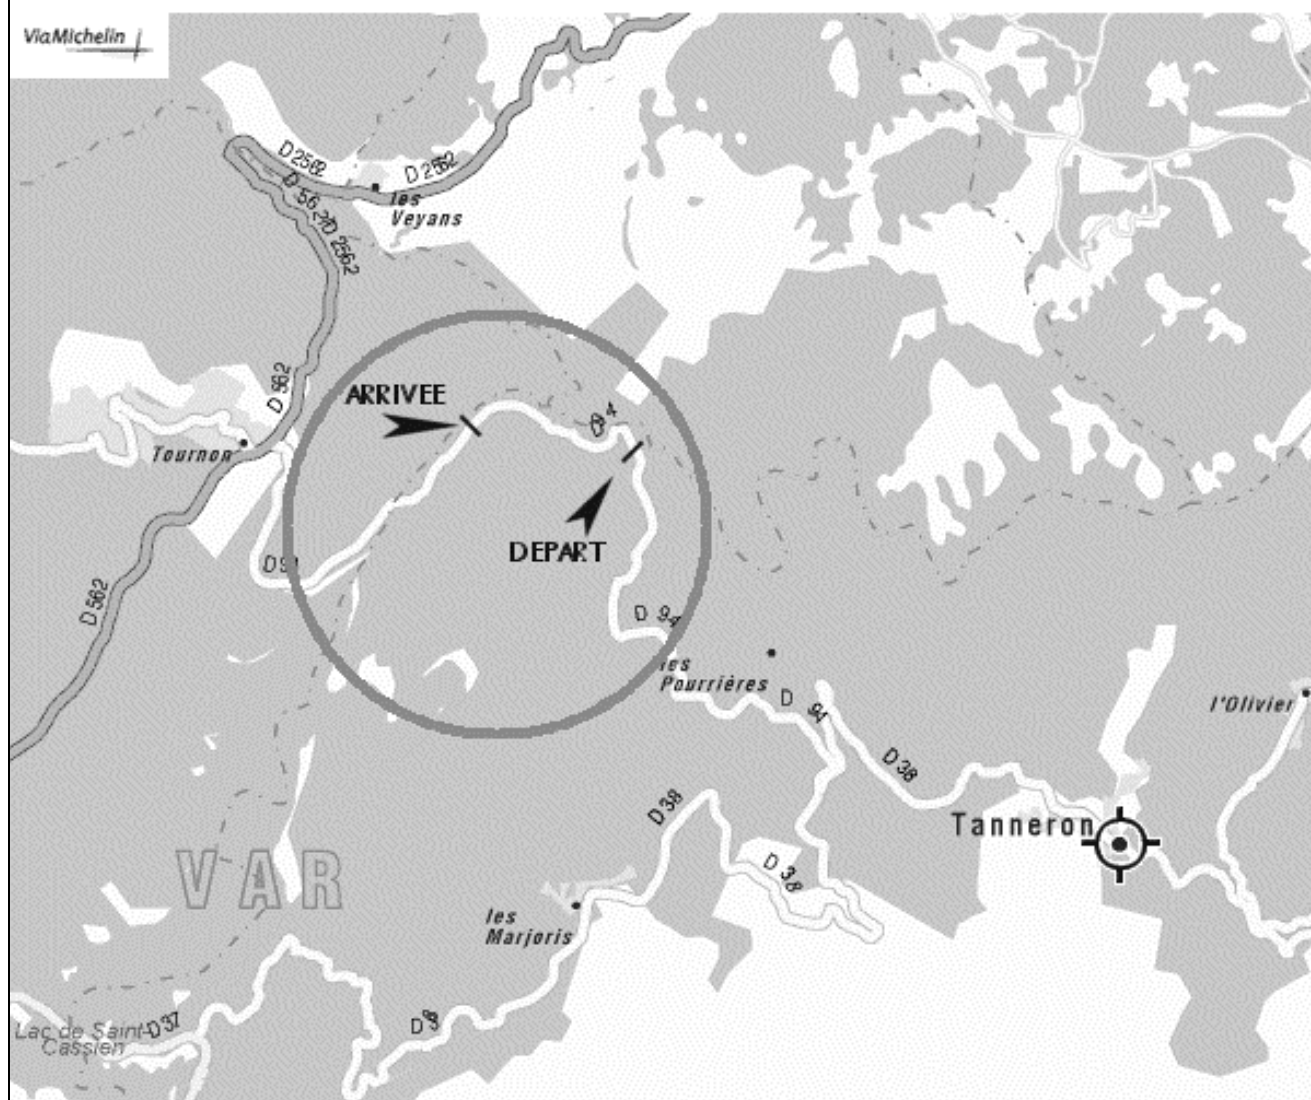 ViaMichelin
D 2562
D 2562
les
Veyans
D 562/D 2562
D 562
ARRIVEE
D 94
Tournon
DEPART
D 562
D 94
les
Pourrières
D 94
l'Olivier
D 38
D 38
Tanneron
D 38
VAR
les
Marjoris
D 37
Lac de Saint-
Cassien